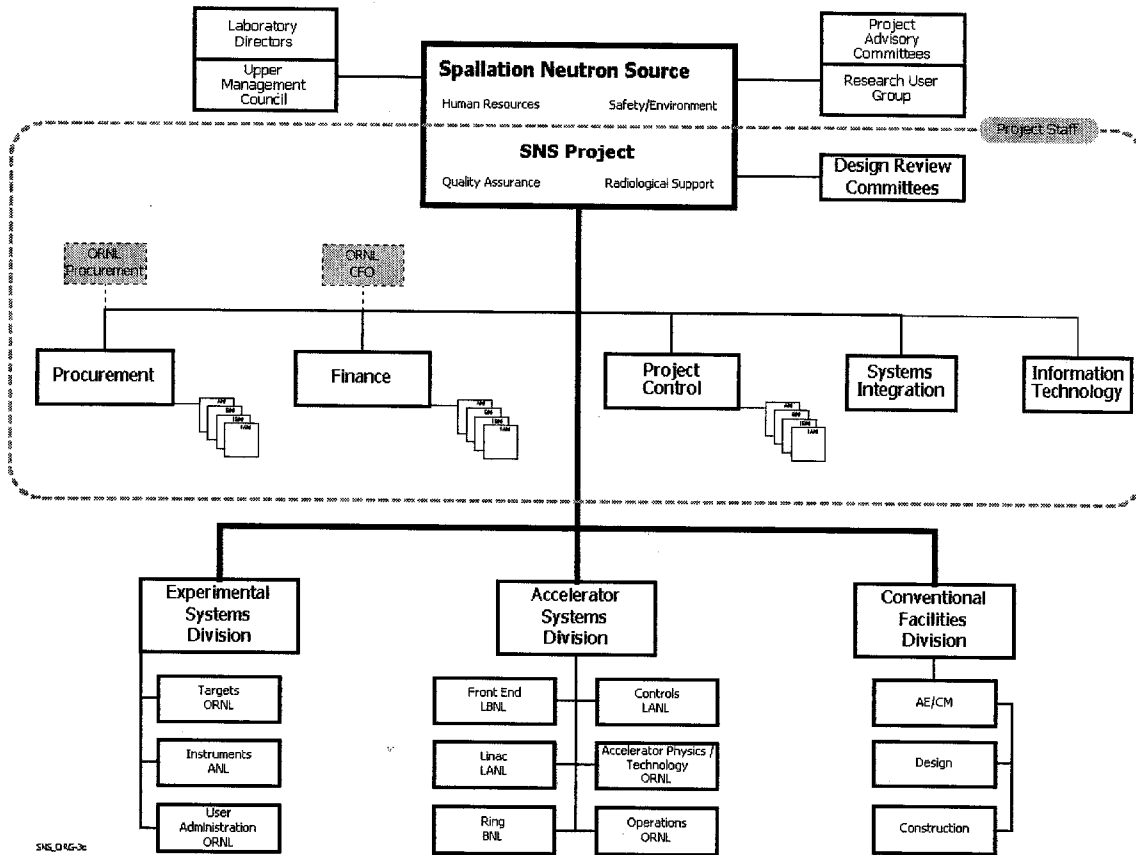 Laboratory
Directors
Upper
Management
Council
Spallation Neutron Source
Human Resources
Safety/Environment
SNS Project
Quality Assurance
Radiological Support
Project
Advisory
Committees
Research User
Group
Project Staff
Design Review
Committees
ORNL
Procurement
ORNL
CFO
Procurement
Finance
Project
Control
Systems
Integration
Information
Technology
Experimental
Systems
Division
Targets
ORNL
Instruments
ANL
User
Administration
ORNL
Accelerator
Systems
Division
Front End
LBNL
Controls
LANL
Linac
LANL
Accelerator Physics /
Technology
ORNL
Ring
BNL
Operations
ORNL
Conventional
Facilities
Division
AE/CM
Design
Construction